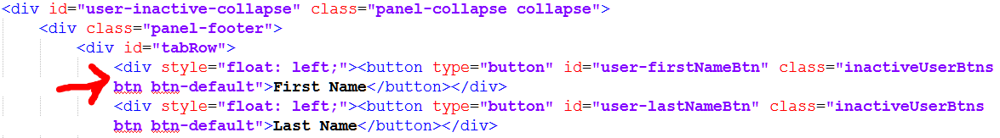 <div id="user-inactive-collapse" class="panel-collapse collapse">
<div class="panel-footer">
<div id="tabRow">
<div style="float: left;"><button type="button" id="user-firstNameBtn" class="inactiveUserBtns
btn btn-default">First Name</button></div>
<div style="float: left;"><button type="button" id="user-lastNameBtn" class="inactiveUserBtns
btn btn-default">Last Name</button></div>